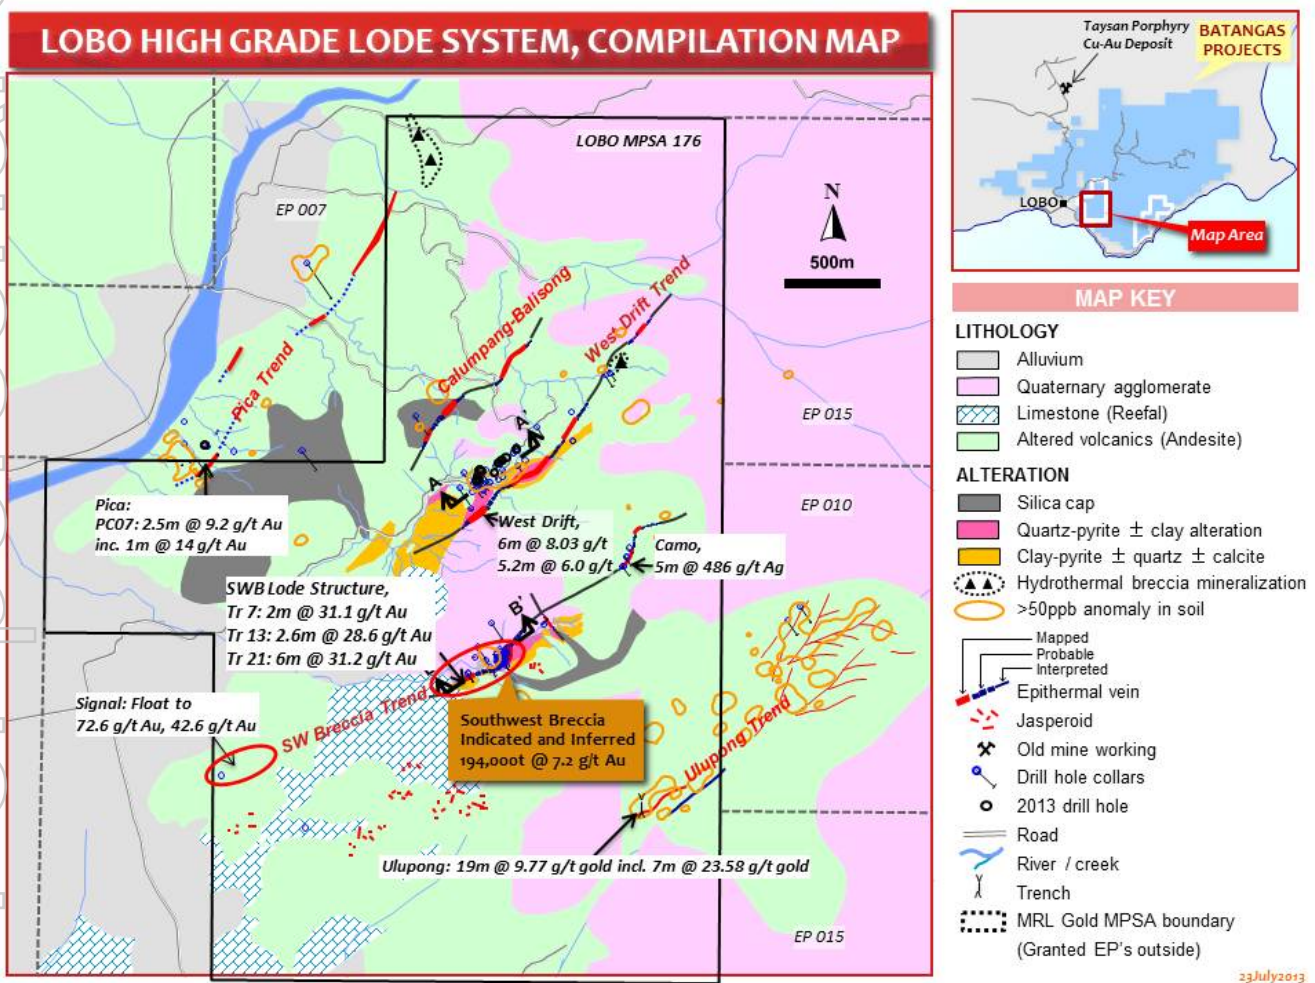 LOBO HIGH GRADE LODE SYSTEM, COMPILATION MAP
LOBO MPSA 176
EP 007
N
500m
Calumpang-Balisong
West Drift Trend
Pica Trend
EP 015
A'
A
EP 010
Pica:
PC07: 2.5m @ 9.2 g/t Au
inc. 1m @ 14 g/t Au
West Drift,
6m @ 8.03 g/t
5.2m @ 6.0 g/t
Camo,
5m @ 486 g/t Ag
SWB Lode Structure,
Tr 7: 2m @ 31.1 g/t Au
Tr 13: 2.6m @ 28.6 g/t Au
Tr 21: 6m @ 31.2 g/t Au
B'
Signal: Float to
72.6 g/t Au, 42.6 g/t Au
SW Breccia Trend
Southwest Breccia
Indicated and Inferred
194,000t @ 7.2 g/t Au
Ulupong Trend
Ulupong: 19m @ 9.77 g/t gold incl. 7m @ 23.58 g/t gold
EP 015
Taysan Porphyry
Cu-Au Deposit
BATANGAS
PROJECTS
LOBO
Map Area
MAP KEY
LITHOLOGY
Alluvium
Quaternary agglomerate
Limestone (Reefal)
Altered volcanics (Andesite)
ALTERATION
Silica cap
Quartz-pyrite ± clay alteration
Clay-pyrite ± quartz ± calcite
Hydrothermal breccia mineralization
>50ppb anomaly in soil
Mapped
Probable
Interpreted
Epithermal vein
Jasperoid
Old mine working
Drill hole collars
2013 drill hole
Road
River / creek
Trench
MRL Gold MPSA boundary
(Granted EP's outside)
23July2013